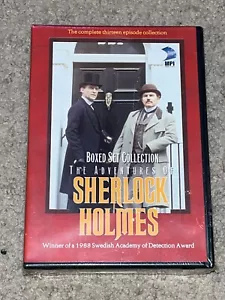 The complete thirteen episode collection
MPI
BOXED SET COLLECTION
THE ADVENTURES OF
SHERLOCK
HOLMES
Winner of a 1988 Swedish Academy of Detection Award